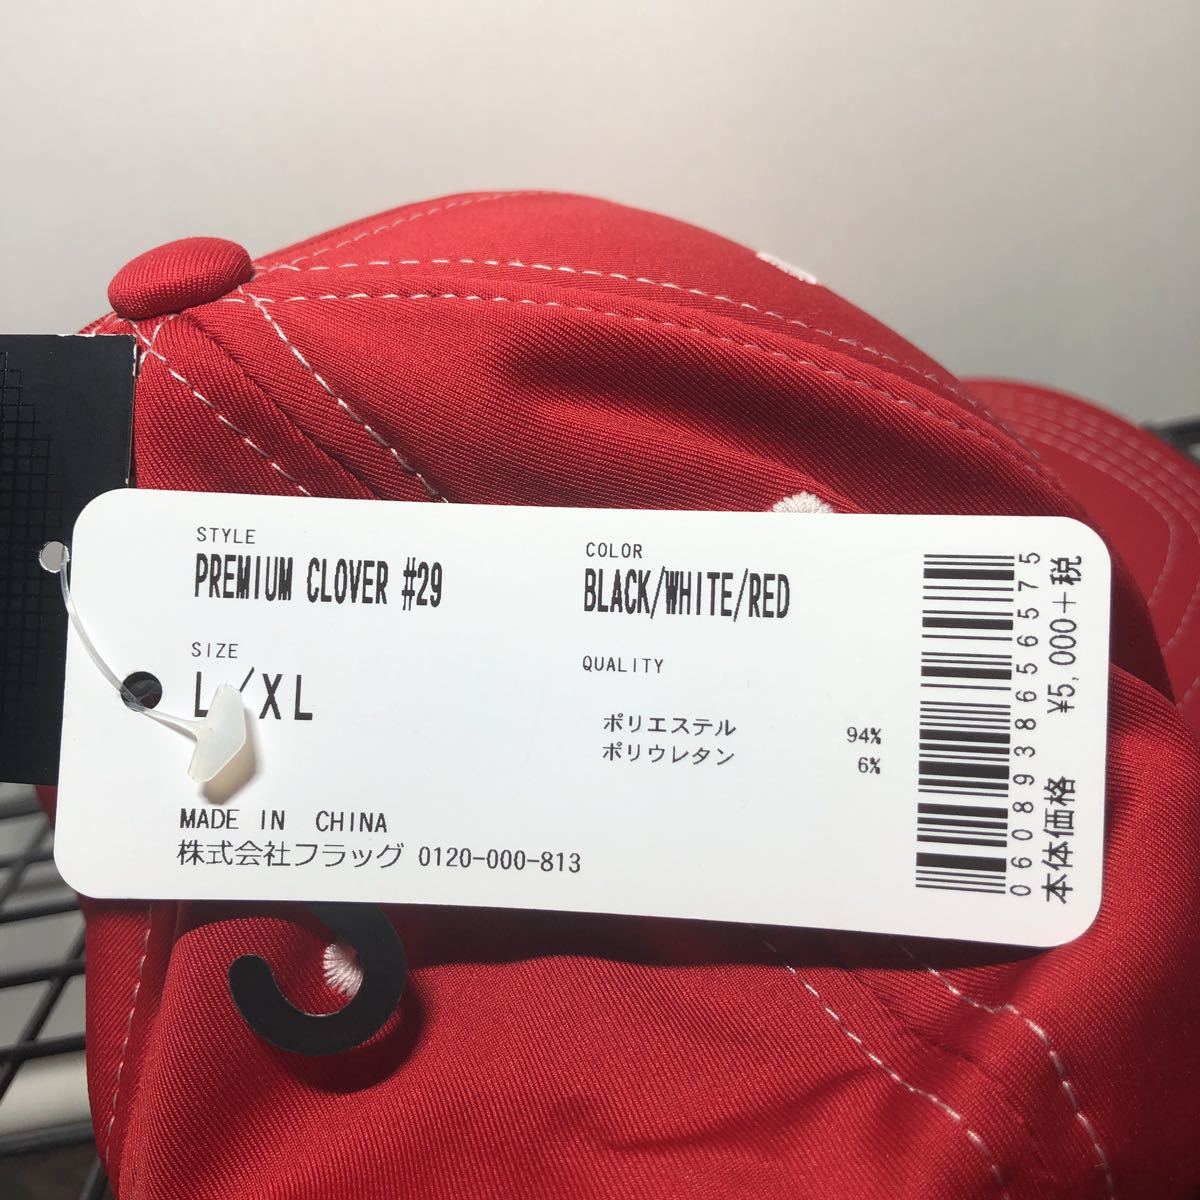 STYLE
PREMIUM CLOVER #29
COLOR
BLACK/WHITE/RED
SIZE
L/XL
QUALITY
ポリエステル 94%
ポリウレタン 6%
MADE IN CHINA
株式会社フラッグ 0120-000-813
0608938656575
本体価格 ¥5,000+税